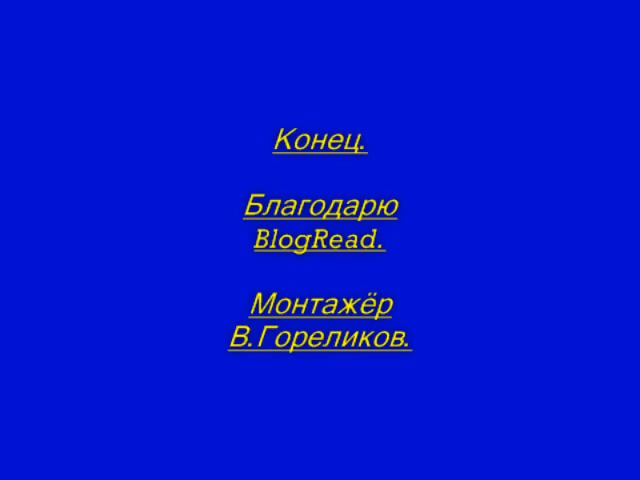 Конец.
Благодарю
BlogRead.
Монтажёр
В.Гореликов.